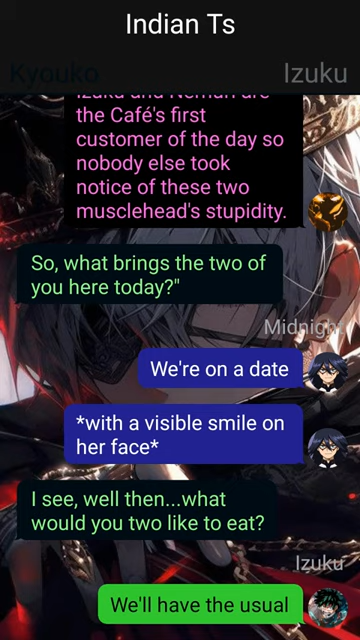 Indian Ts
Kyouko
Izuku
Izuku and Nemuri are
the Café's first
customer of the day so
nobody else took
notice of these two
musclehead's stupidity.
So, what brings the two of
you here today?"
Midnight
We're on a date
*with a visible smile on
her face*
I see, well then...what
would you two like to eat?
Izuku
We'll have the usual